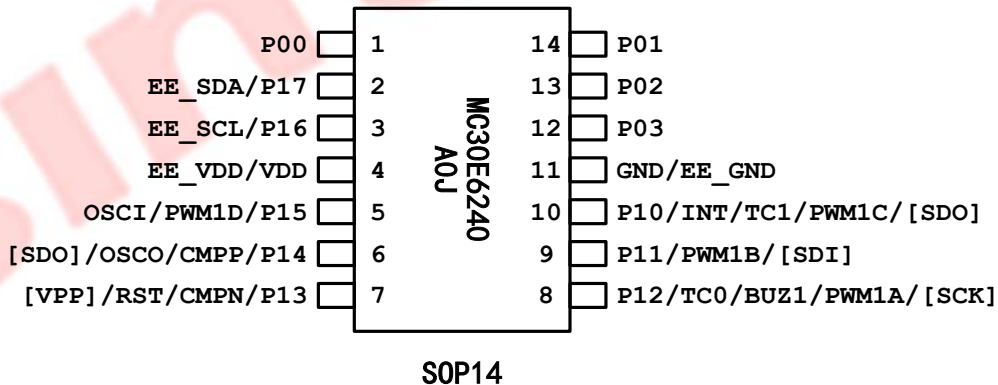 P00 1 14 P01
EE_SDA/P17 2 13 P02
EE_SCL/P16 3 12 P03
EE_VDD/VDD 4 11 GND/EE_GND
OSCI/PWM1D/P15 5 10 P10/INT/TC1/PWM1C/[SDO]
[SDO]/OSCO/CMPP/P14 6 9 P11/PWM1B/[SDI]
[VPP]/RST/CMPN/P13 7 8 P12/TC0/BUZ1/PWM1A/[SCK]
MC30E6240
A0J
SOP14